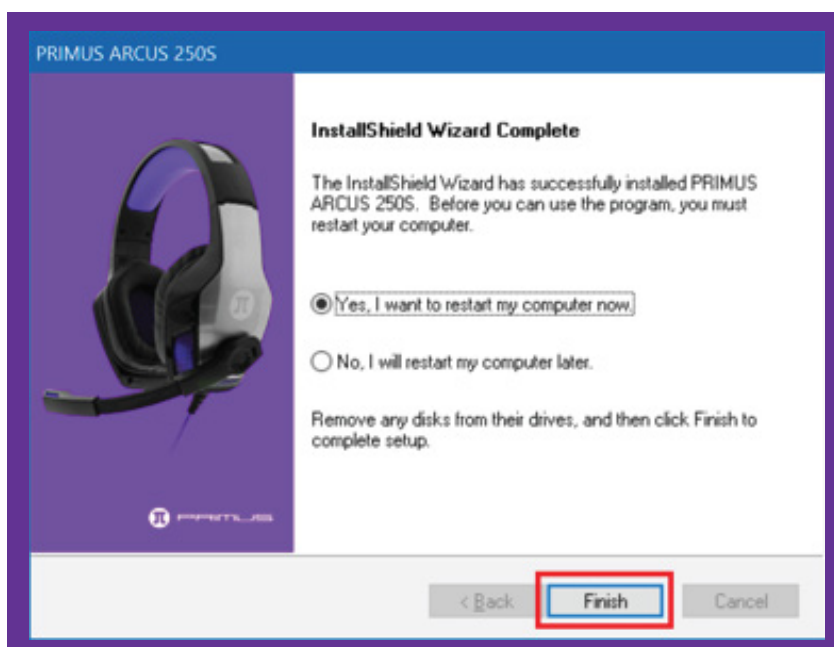 PRIMUS ARCUS 250S
InstallShield Wizard Complete
The InstallShield Wizard has successfully installed PRIMUS
ARCUS 250S. Before you can use the program, you must
restart your computer.
Yes, I want to restart my computer now.
No, I will restart my computer later.
Remove any disks from their drives, and then click Finish to
complete setup.
PRIMUS
< Back
Finish
Cancel